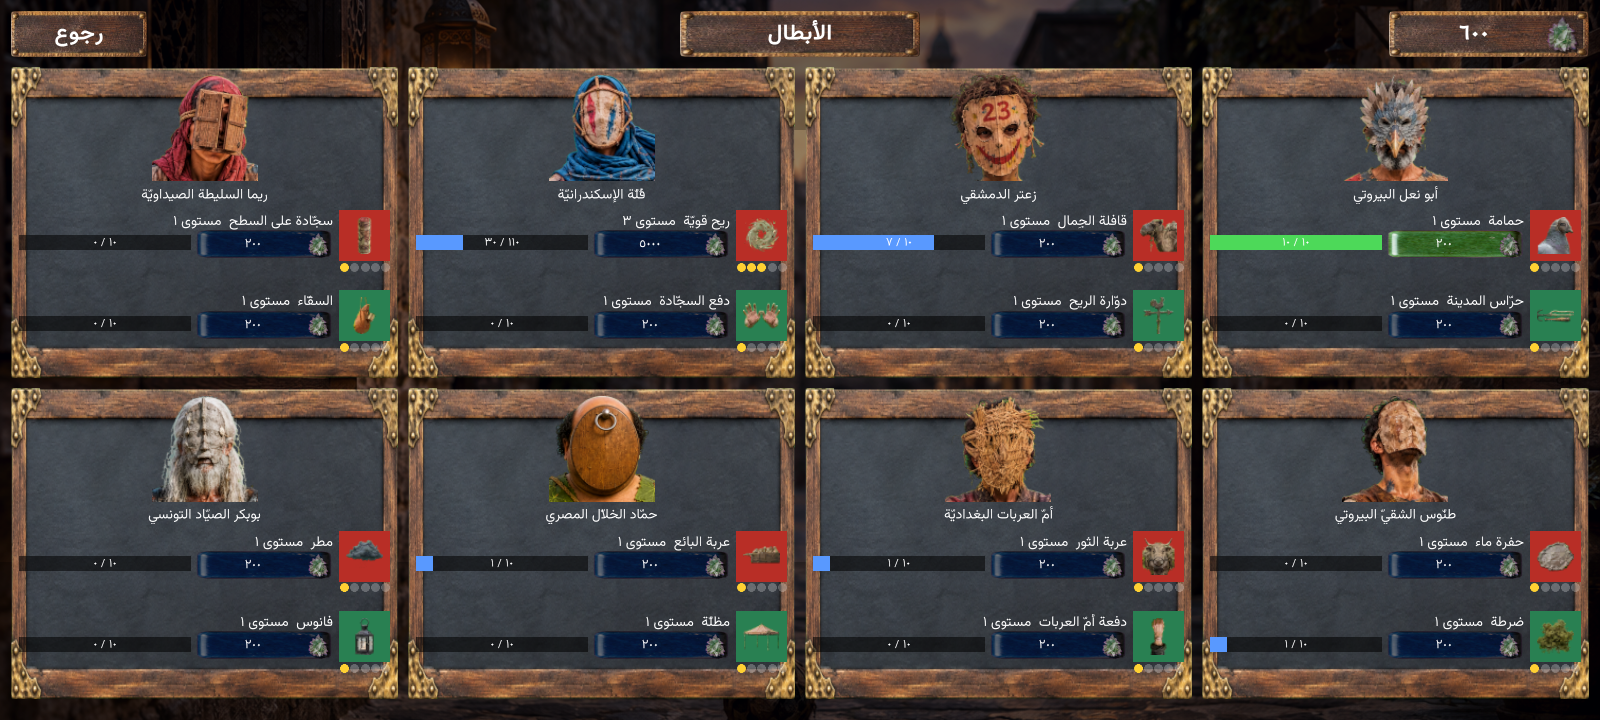 ٦٠٠
الأبطال
رجوع
أبو نعل البيروتي
حمامة مستوى ١
٢٠٠
١٠ / ١٠
حرّاس المدينة مستوى ١
٢٠٠
٠ / ١٠
زعتر الدمشقي
قافلة الجِمال مستوى ١
٢٠٠
٧ / ١٠
دوّارة الريح مستوى ١
٢٠٠
٠ / ١٠
فلّة الإسكندرانيّة
ريح قويّة مستوى ٣
٥٠٠٠
٣٠ / ١١٠
دفع السجّادة مستوى ١
٢٠٠
٠ / ١٠
ريما السليطة الصيداويّة
سجّادة على السطح مستوى ١
٢٠٠
٠ / ١٠
السقّاء مستوى ١
٢٠٠
٠ / ١٠
طنّوس الشقيّ البيروتي
حفرة ماء مستوى ١
٢٠٠
٠ / ١٠
ضرطة مستوى ١
٢٠٠
١ / ١٠
أمّ العربات البغداديّة
عربة الثور مستوى ١
٢٠٠
١ / ١٠
دفعة أمّ العربات مستوى ١
٢٠٠
٠ / ١٠
حمّاد الخلّال المصري
عربة البائع مستوى ١
٢٠٠
١ / ١٠
مظلّة مستوى ١
٢٠٠
٠ / ١٠
بوبكر الصيّاد التونسي
مطر مستوى ١
٢٠٠
٠ / ١٠
فانوس مستوى ١
٢٠٠
٠ / ١٠
23